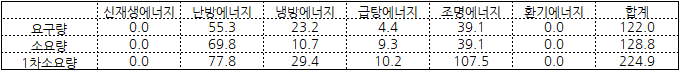 신재생에너지 난방에너지 냉방에너지 급탕에너지 조명에너지 환기에너지 합계
요구량 0.0 55.3 23.2 4.4 39.1 0.0 122.0
소요량 0.0 69.8 10.7 9.3 39.1 0.0 128.8
1차소요량 0.0 77.8 29.4 10.2 107.5 0.0 224.9